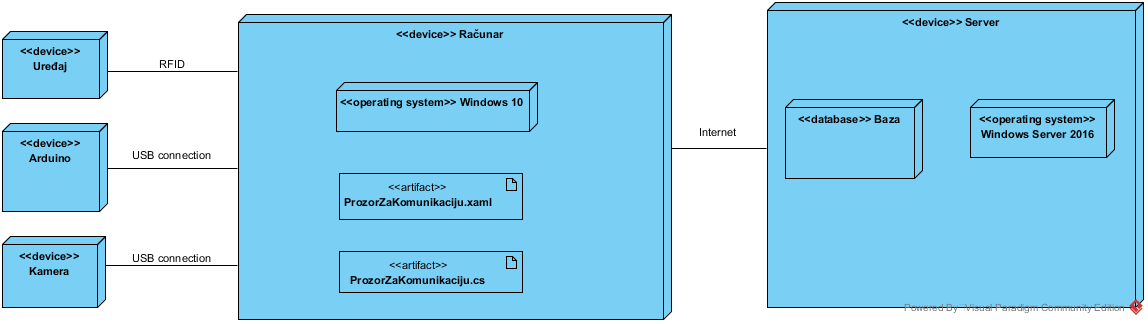 <<device>>
Uređaj
RFID
<<device>>
Arduino
USB connection
<<device>>
Kamera
USB connection
<<device>> Računar
<<operating system>> Windows 10
<<artifact>>
ProzorZaKomunikaciju.xaml
<<artifact>>
ProzorZaKomunikaciju.cs
Internet
<<device>> Server
<<database>> Baza
<<operating system>>
Windows Server 2016
Powered By Visual Paradigm Community Edition